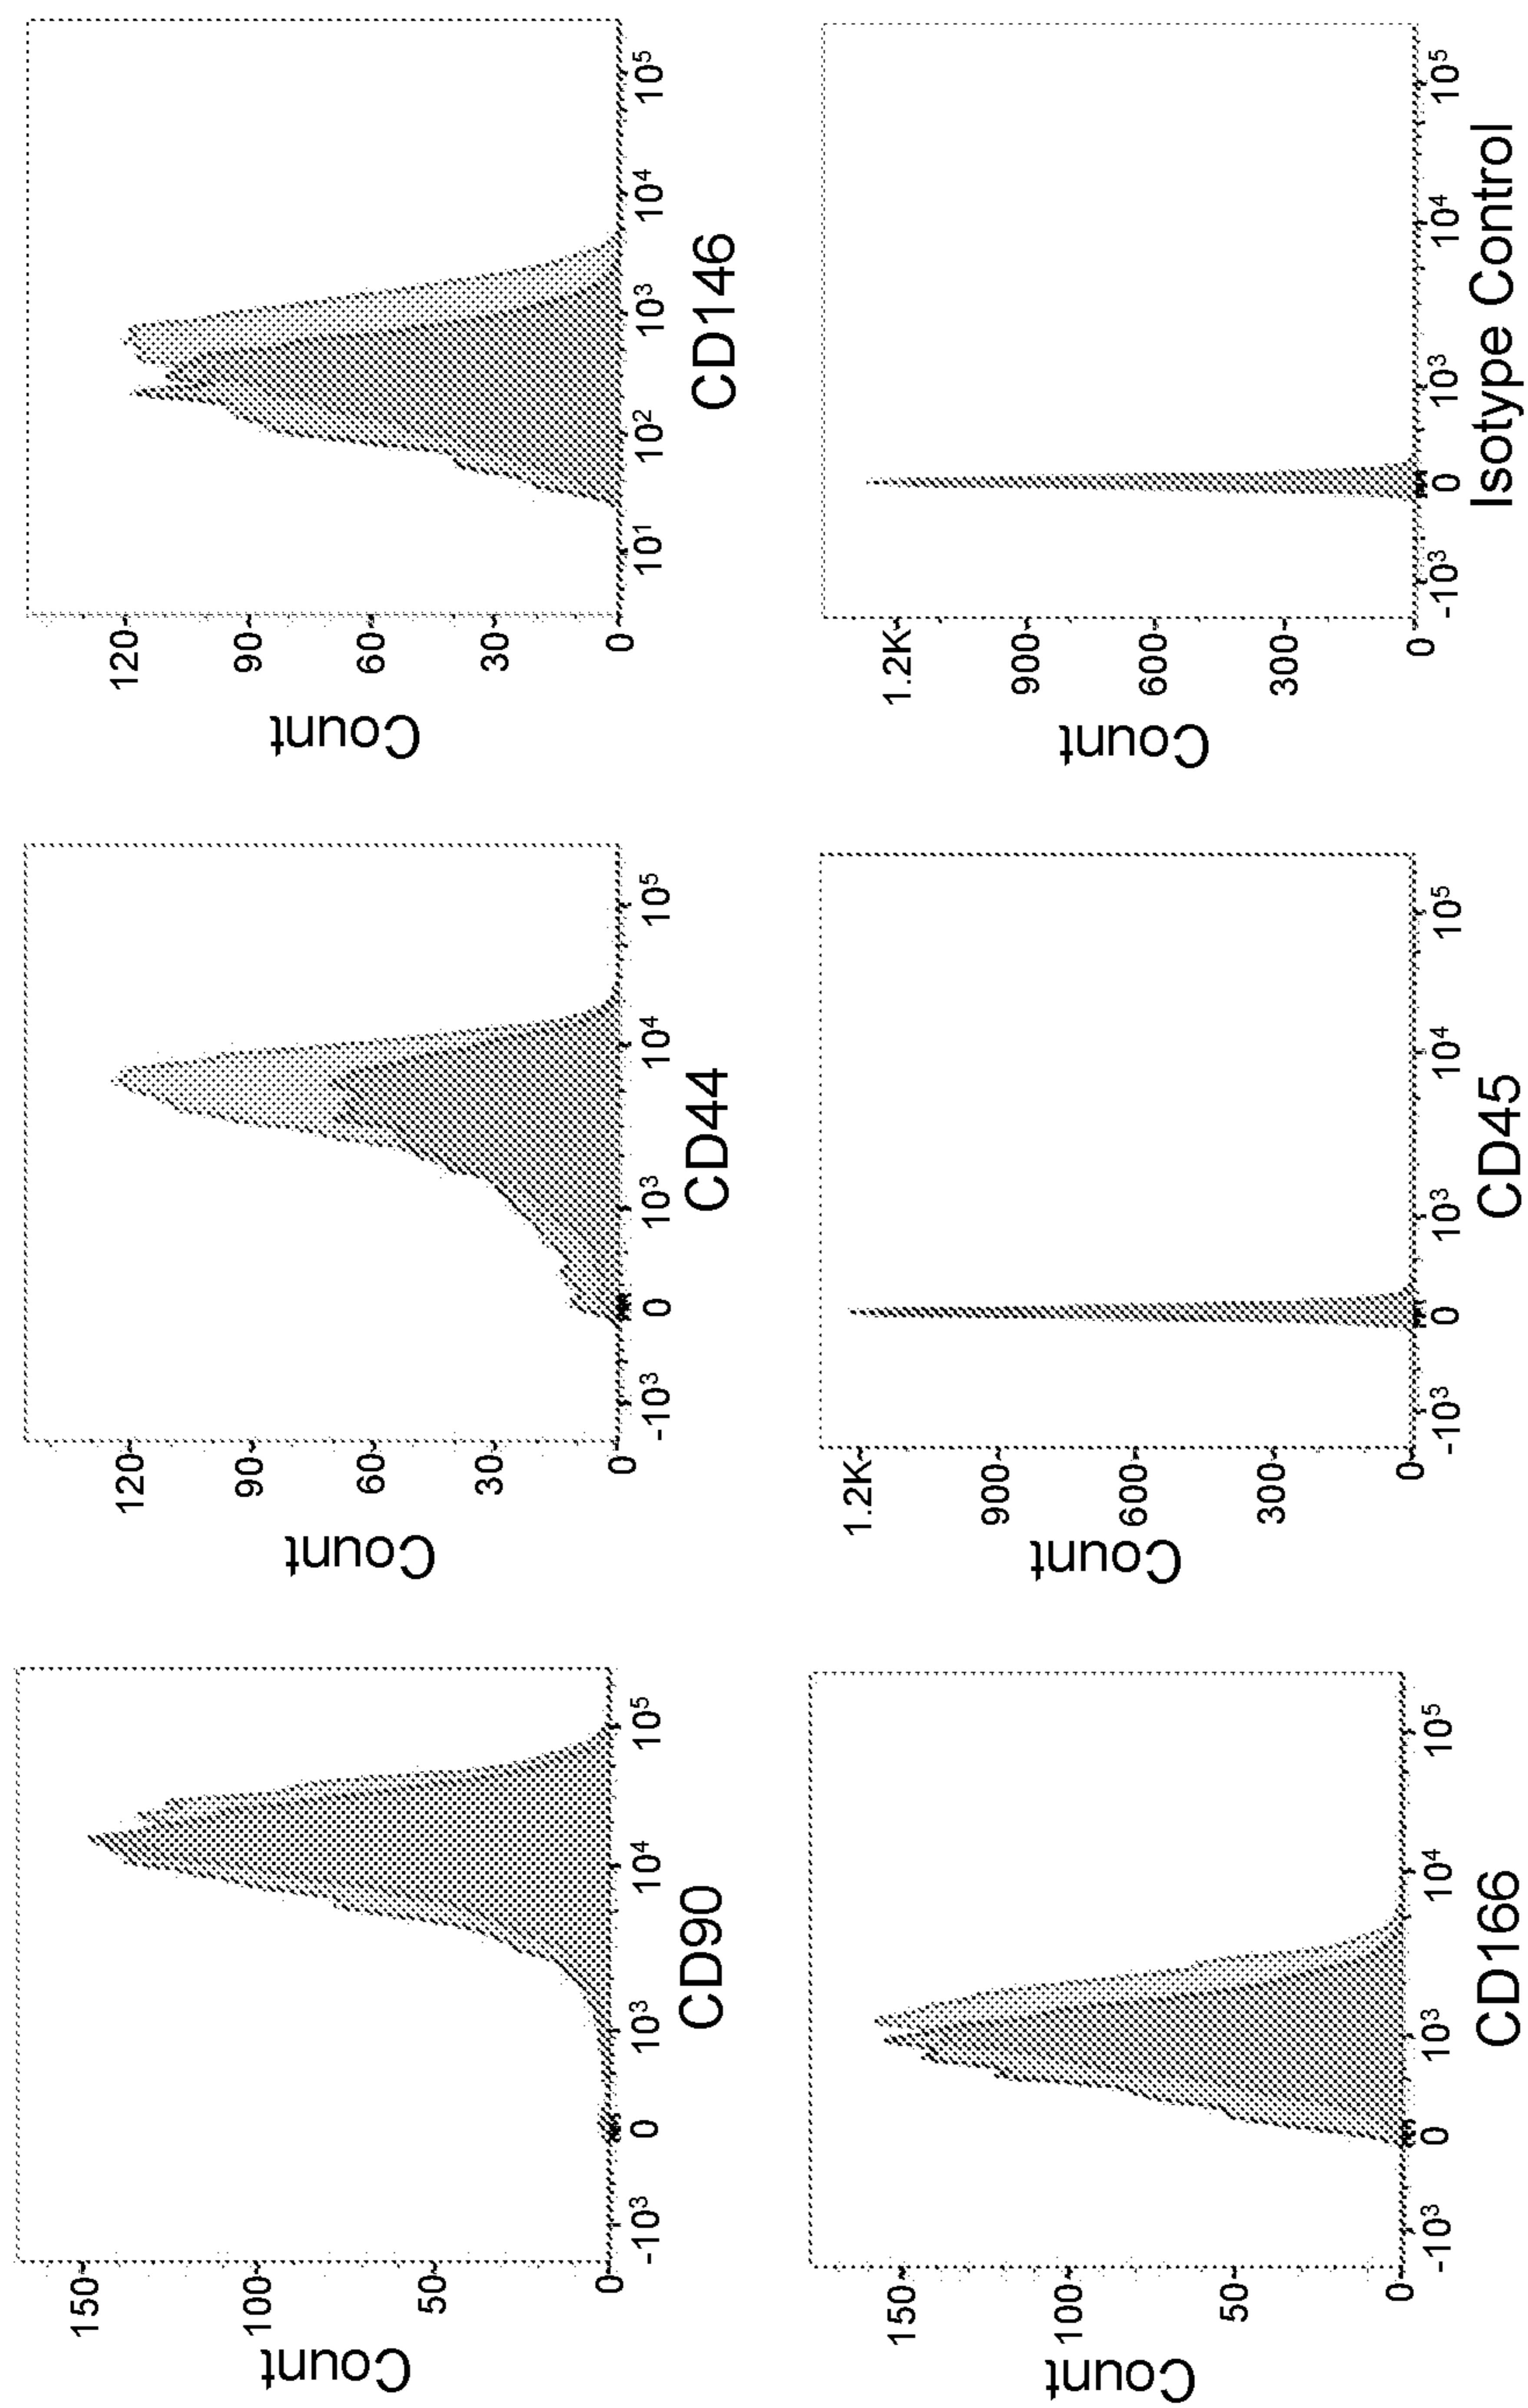 Count
150
100
50
0
-10³ 0 10³ 10⁴ 10⁵
CD90
Count
120
90
60
30
0
-10³ 0 10³ 10⁴ 10⁵
CD44
Count
120
90
60
30
0
10¹ 10² 10³ 10⁴ 10⁵
CD146
Count
150
100
50
0
-10³ 0 10³ 10⁴ 10⁵
CD166
Count
1.2K
900
600
300
0
-10³ 0 10³ 10⁴ 10⁵
CD45
Count
1.2K
900
600
300
0
-10³ 0 10³ 10⁴ 10⁵
Isotype Control